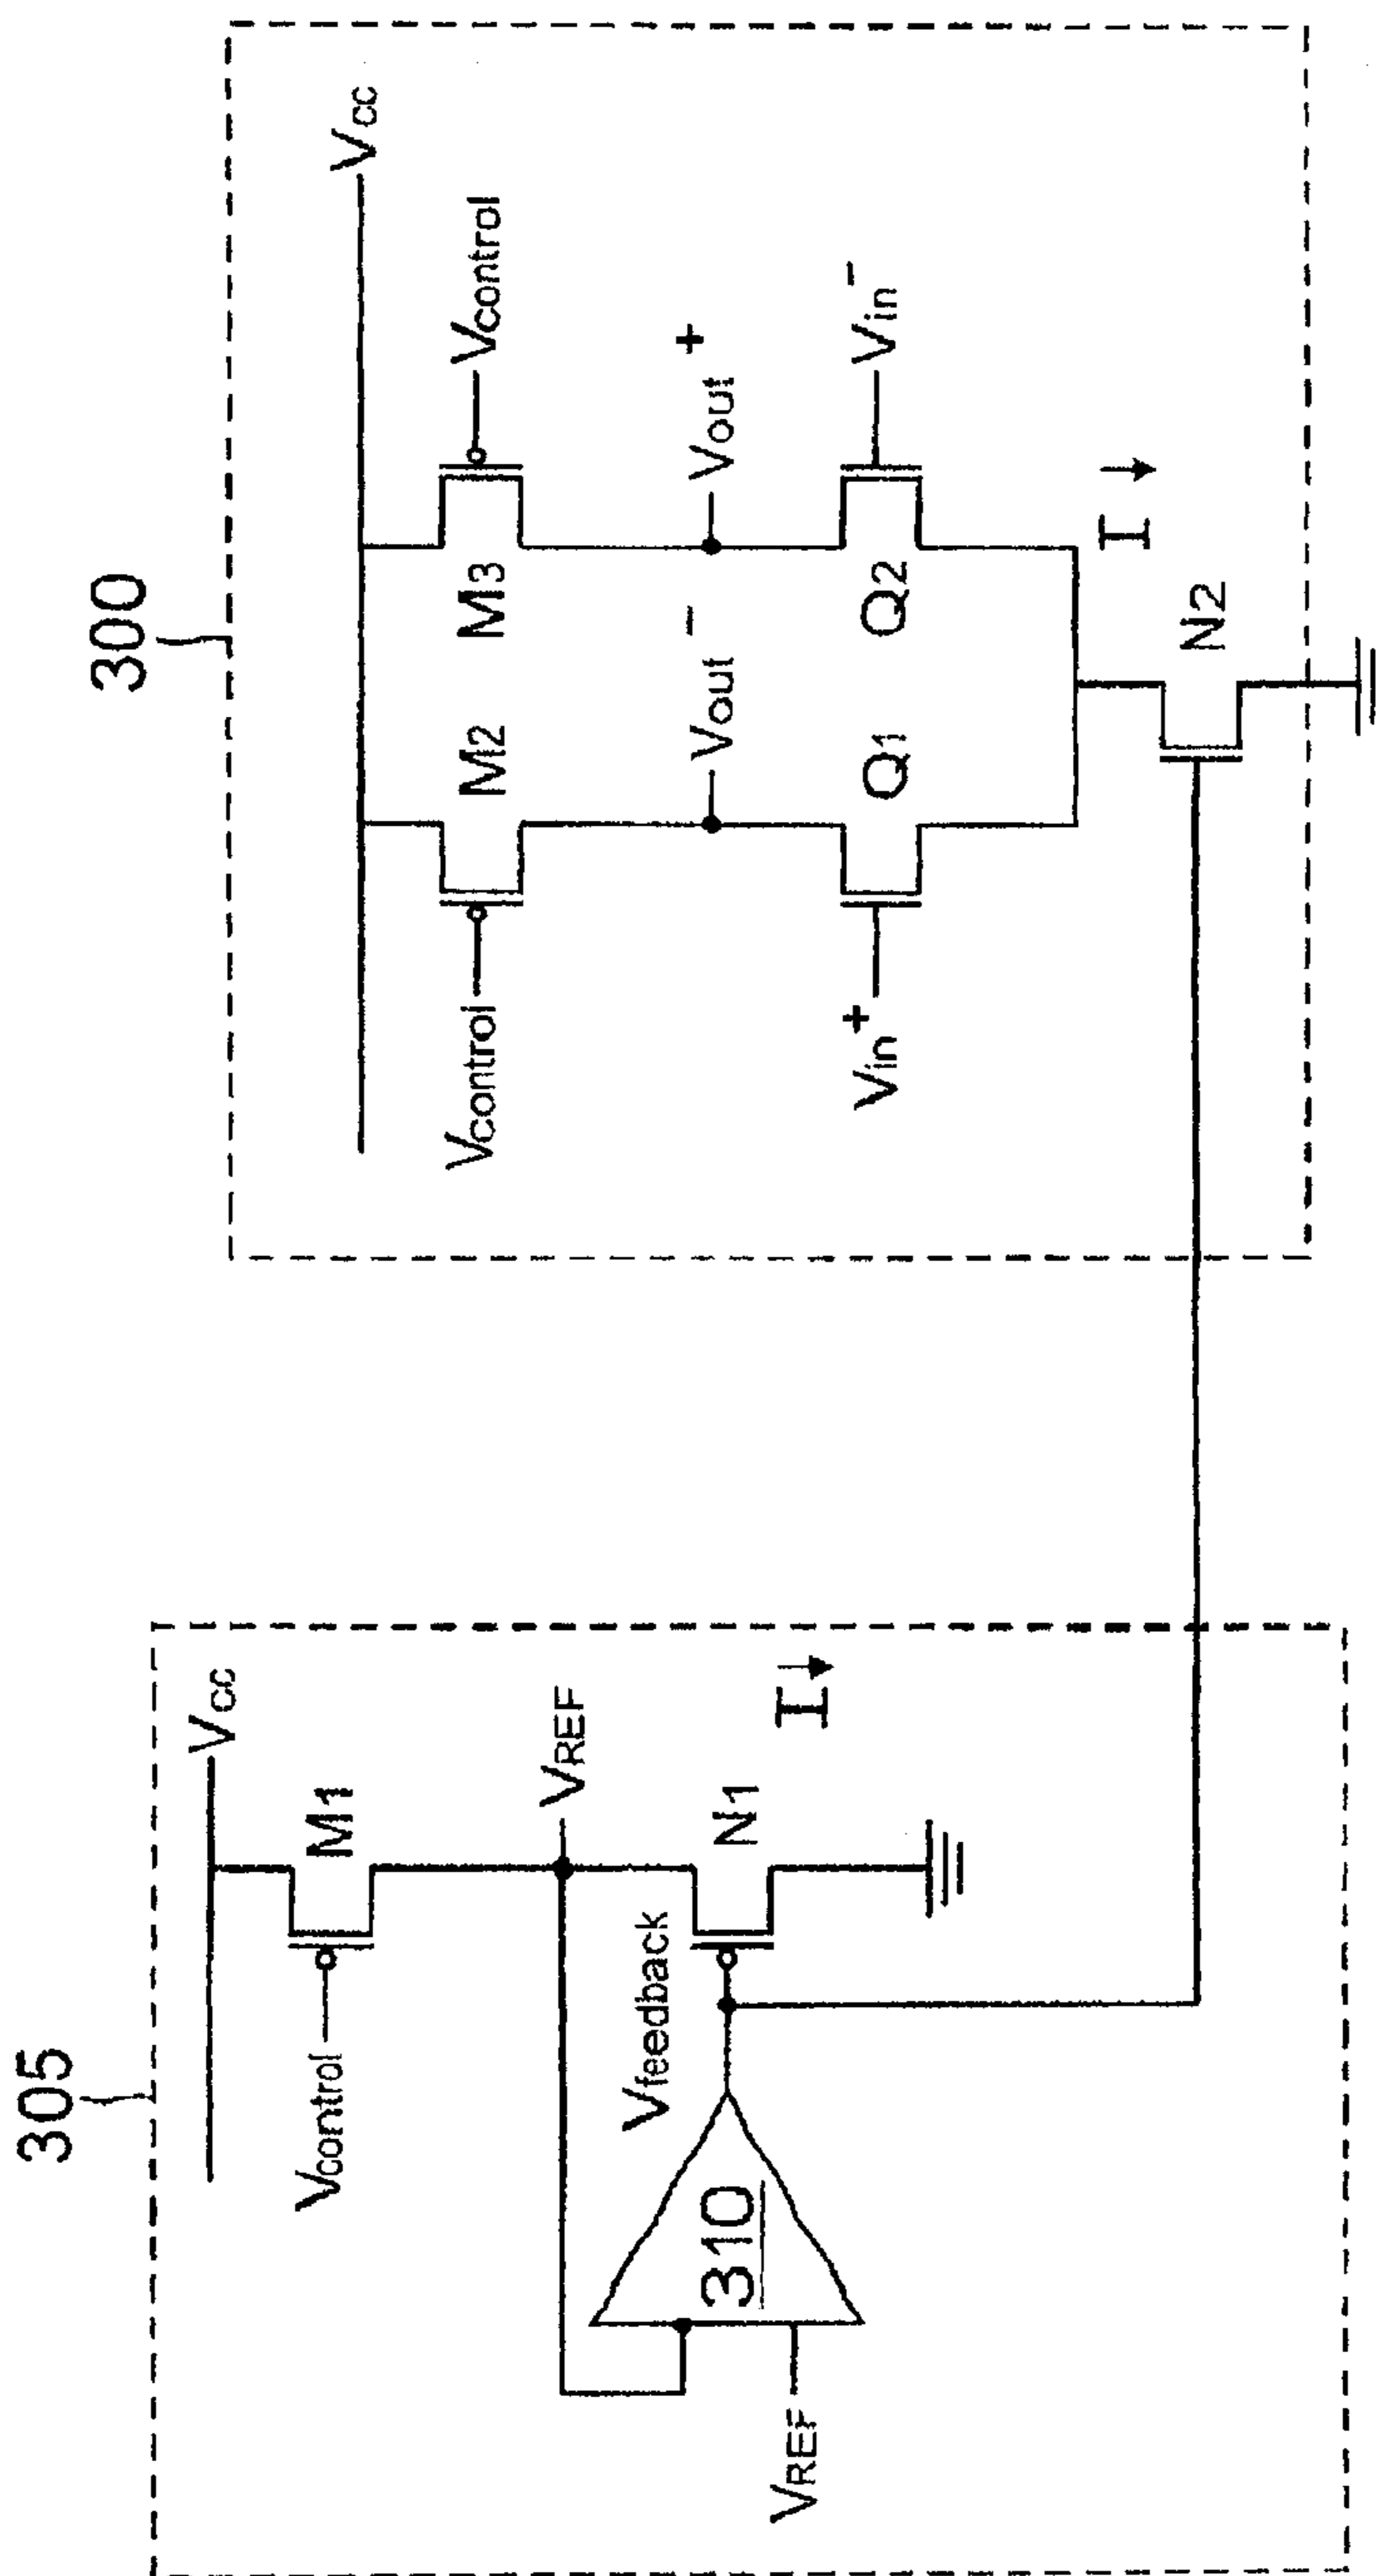 305
Vcc
Vcontrol
M1
VREF
Vfeedback
310
N1
I
VREF
300
Vcc
Vcontrol
M2
M3
Vcontrol
Vout -
Vout +
Vin +
Q1
Q2
Vin -
I
N2